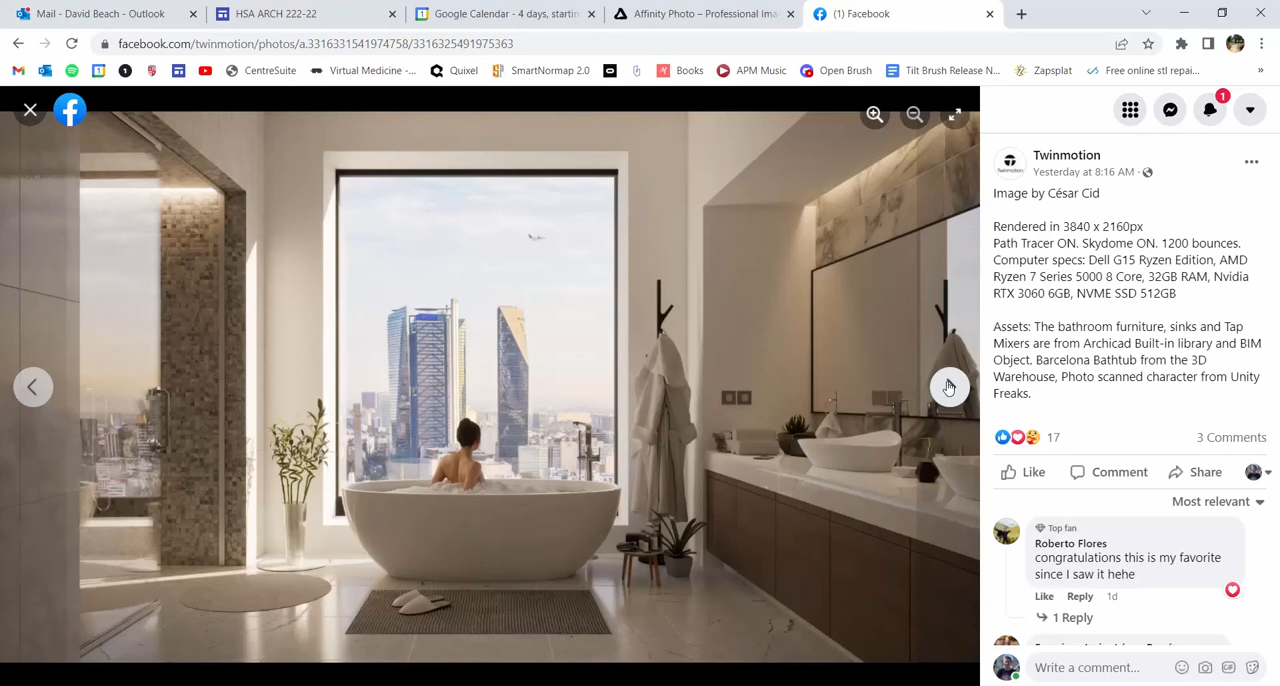 Mail - David Beach - Outlook
HSA ARCH 222-22
Google Calendar - 4 days, startin
Affinity Photo – Professional Ima
(1) Facebook
facebook.com/twinmotion/photos/a.3316331541974758/3316325491975363
CentreSuite
Virtual Medicine -...
Quixel
SmartNormap 2.0
Books
APM Music
Open Brush
Tilt Brush Release N...
Zapsplat
Free online stl repai...
»
1
Twinmotion
Yesterday at 8:16 AM ·
Image by César Cid
Rendered in 3840 x 2160px
Path Tracer ON. Skydome ON. 1200 bounces.
Computer specs: Dell G15 Ryzen Edition, AMD
Ryzen 7 Series 5000 8 Core, 32GB RAM, Nvidia
RTX 3060 6GB, NVME SSD 512GB
Assets: The bathroom furniture, sinks and Tap
Mixers are from Archicad Built-in library and BIM
Object. Barcelona Bathtub from the 3D
Warehouse, Photo scanned character from Unity
Freaks.
17
3 Comments
Like
Comment
Share
Most relevant
Top fan
Roberto Flores
congratulations this is my favorite
since I saw it hehe
Like Reply 1d
1 Reply
Write a comment...